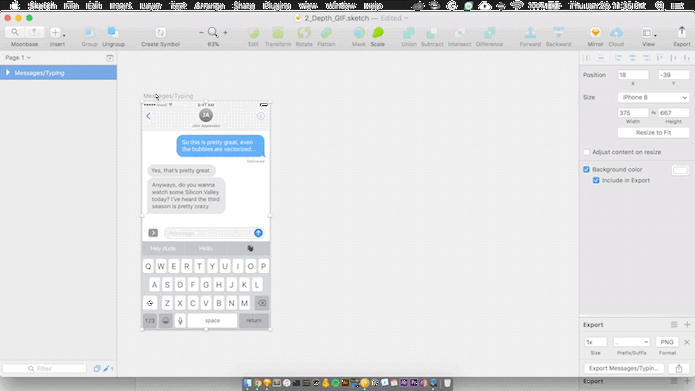 2_Depth_GIF.sketch — Edited
Moonbase Insert Group Ungroup Create Symbol 63% Edit Transform Rotate Flatten Mask Scale Union Subtract Intersect Difference Forward Backward Mirror Cloud View Export
Page 1
Messages/Typing
Filter
Messages/Typing
9:41 AM
JA
So this is pretty great, even
the bubbles are vectorized...
Delivered
Yes, that's pretty great.
Anyways, do you wanna
watch some Silicon Valley
today? I've heard the third
season is pretty crazy
Hey dude Hello
Q W E R T Y U I O P
A S D F G H J K L
Z X C V B N M
123 space return
Position 18 -39
X Y
Size iPhone 8
375 667
Width Height
Resize to Fit
Adjust content on resize
Background color
Include in Export
Export
1x PNG
Size Prefix/Suffix Format
Export Messages/Typin...
Export